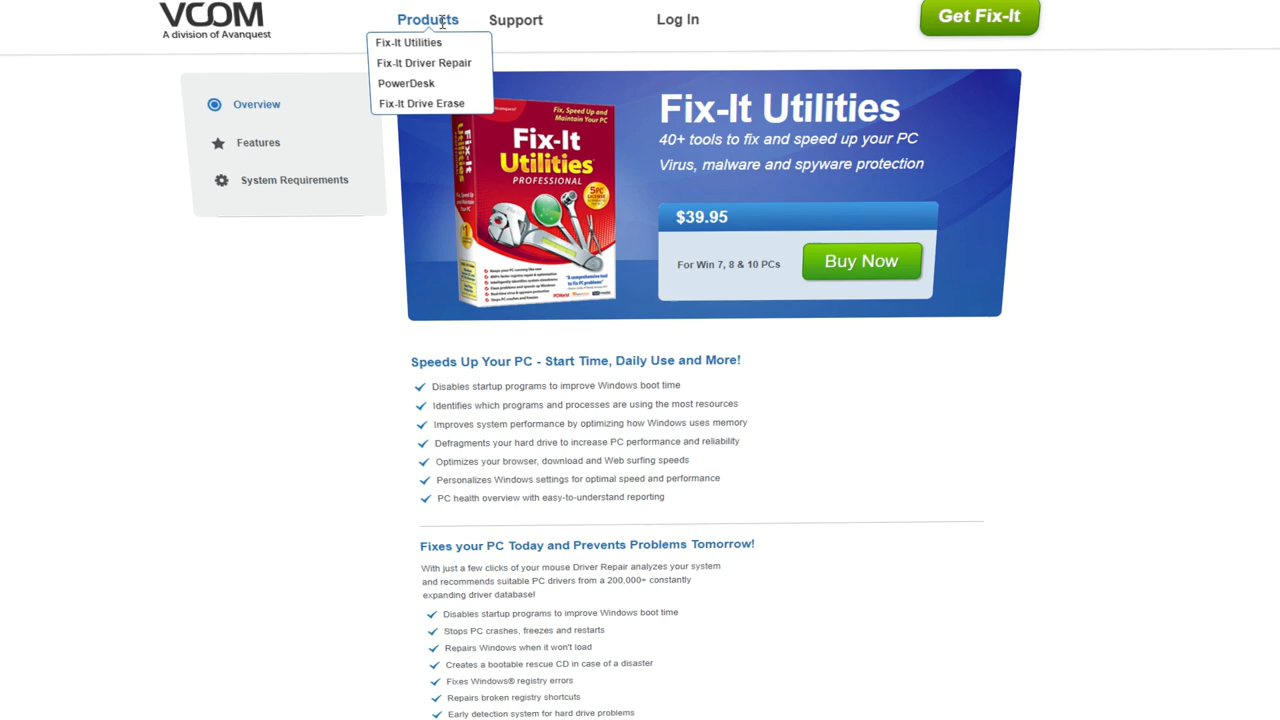 VCOM
A division of Avanquest
Products
Support
Log In
Get Fix-It
Fix-It Utilities
Fix-It Driver Repair
PowerDesk
Fix-It Drive Erase
Overview
Features
System Requirements
Fix, Speed Up and
Maintain Your PC
Fix-It
Utilities
PROFESSIONAL
5PC
Fix-It Utilities
40+ tools to fix and speed up your PC
Virus, malware and spyware protection
$39.95
For Win 7, 8 & 10 PCs
Buy Now
Speeds Up Your PC - Start Time, Daily Use and More!
Disables startup programs to improve Windows boot time
Identifies which programs and processes are using the most resources
Improves system performance by optimizing how Windows uses memory
Defragments your hard drive to increase PC performance and reliability
Optimizes your browser, download and Web surfing speeds
Personalizes Windows settings for optimal speed and performance
PC health overview with easy-to-understand reporting
Fixes your PC Today and Prevents Problems Tomorrow!
With just a few clicks of your mouse Driver Repair analyzes your system
and recommends suitable PC drivers from a 200,000+ constantly
expanding driver database!
Disables startup programs to improve Windows boot time
Stops PC crashes, freezes and restarts
Repairs Windows when it won't load
Creates a bootable rescue CD in case of a disaster
Fixes Windows® registry errors
Repairs broken registry shortcuts
Early detection system for hard drive problems